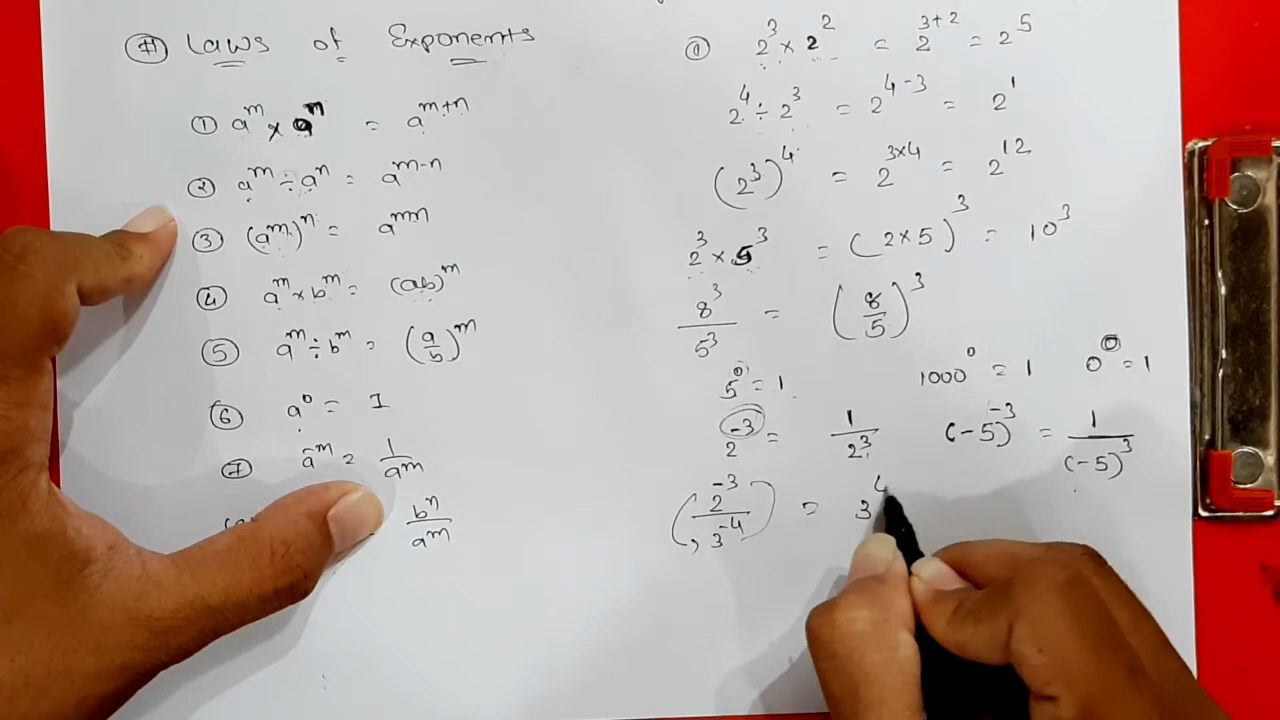 # Laws of Exponents
① a^m × a^n = a^{m+n}
② a^m ÷ a^n = a^{m-n}
③ (a^m)^n = a^{mn}
④ a^m × b^m = (ab)^m
⑤ a^m ÷ b^m = (a/b)^m
⑥ a^0 = 1
⑦ a^{-m} = 1/a^m
b^n/a^m
① 2^3 × 2^2 = 2^{3+2} = 2^5
2^4 ÷ 2^3 = 2^{4-3} = 2^1
(2^3)^4 = 2^{3×4} = 2^{12}
2^3 × 5^3 = (2×5)^3 = 10^3
8^3/5^3 = (8/5)^3
5^0 = 1 1000^0 = 1 0^0 = 1
2^{-3} = 1/2^3 (-5)^{-3} = 1/(-5)^3
(2^{-3}/3^{-4}) = 3^4